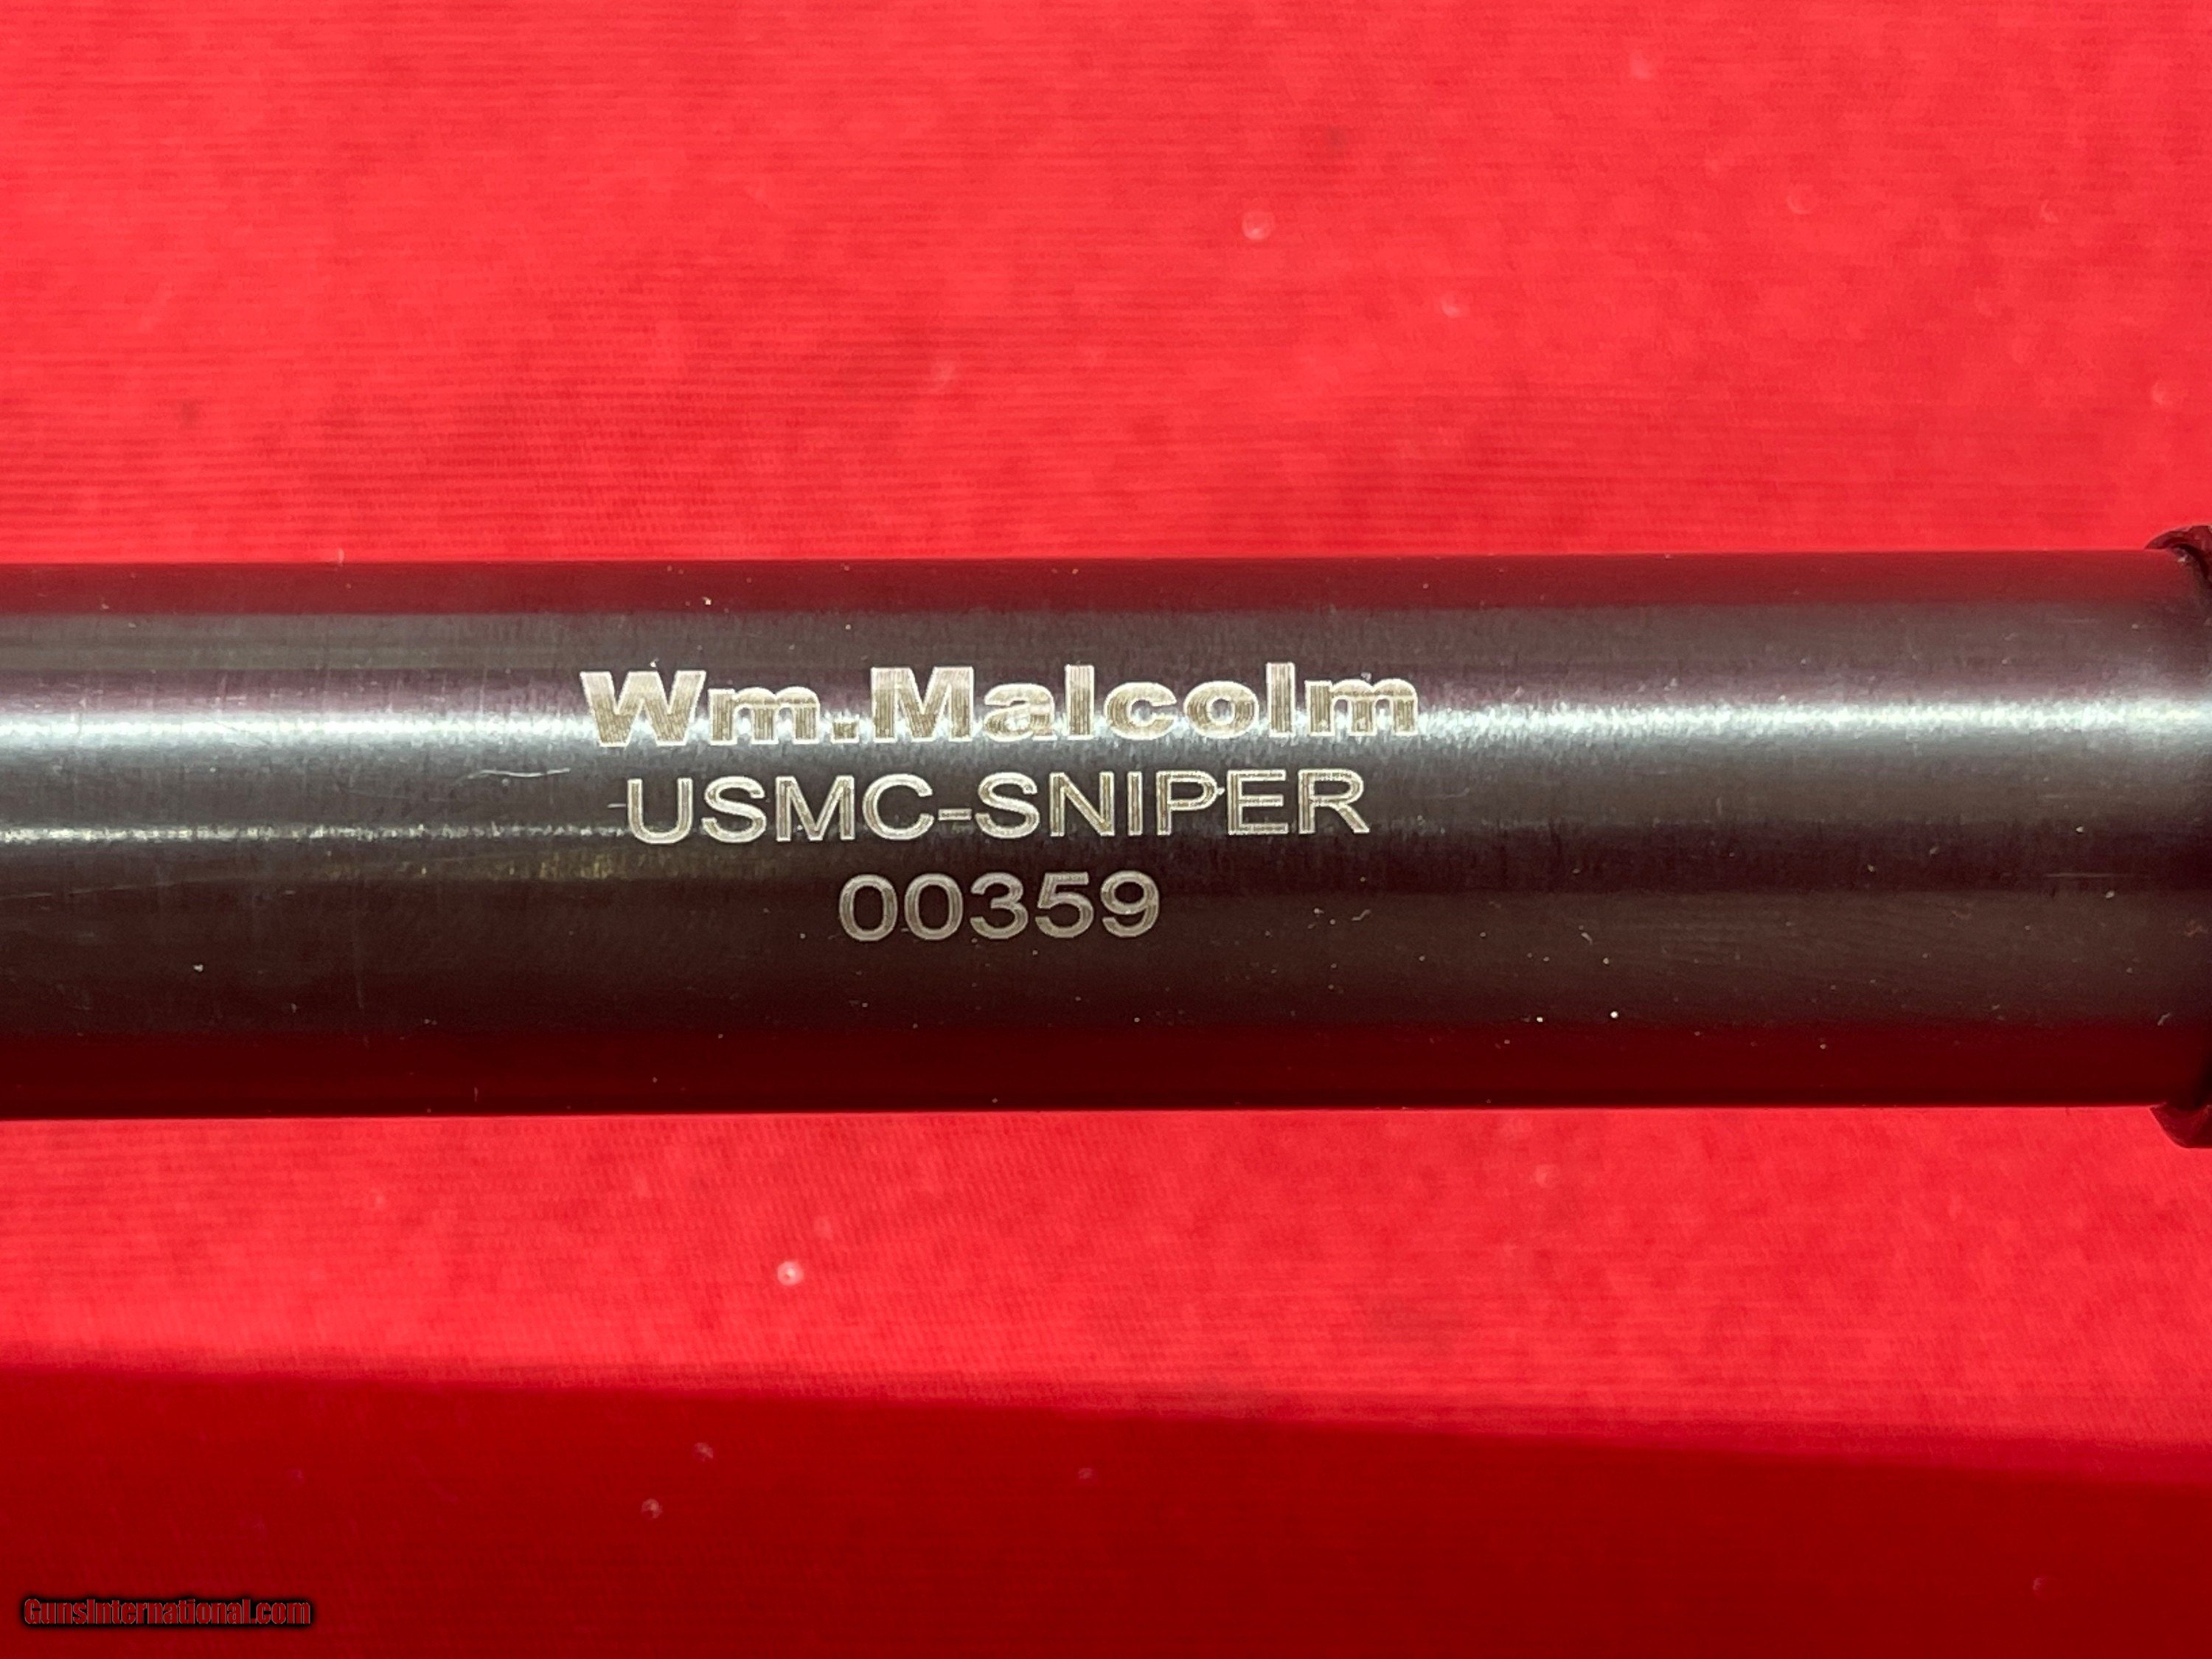 Wm.Malcolm
USMC-SNIPER
00359
GunsInternational.com